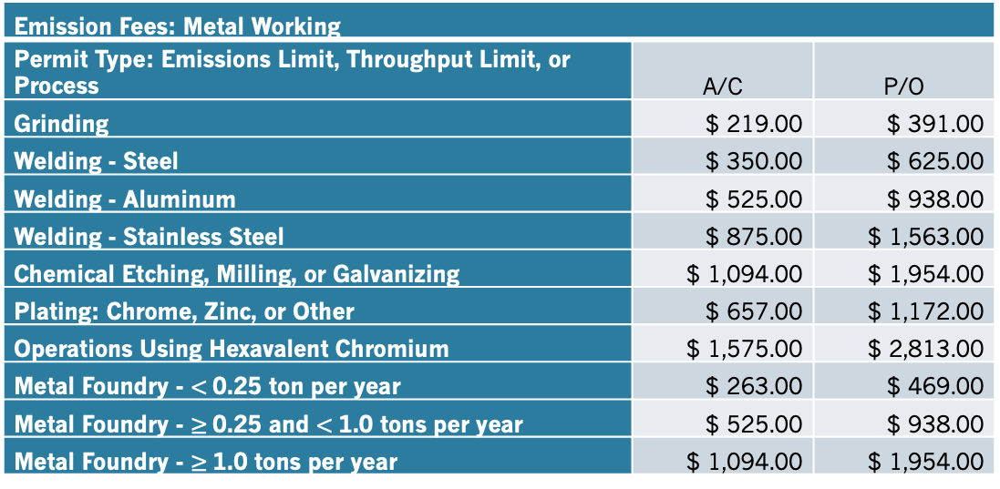 Emission Fees: Metal Working
Permit Type: Emissions Limit, Throughput Limit, or
Process A/C P/O
Grinding $ 219.00 $ 391.00
Welding - Steel $ 350.00 $ 625.00
Welding - Aluminum $ 525.00 $ 938.00
Welding - Stainless Steel $ 875.00 $ 1,563.00
Chemical Etching, Milling, or Galvanizing $ 1,094.00 $ 1,954.00
Plating: Chrome, Zinc, or Other $ 657.00 $ 1,172.00
Operations Using Hexavalent Chromium $ 1,575.00 $ 2,813.00
Metal Foundry - < 0.25 ton per year $ 263.00 $ 469.00
Metal Foundry - ≥ 0.25 and < 1.0 tons per year $ 525.00 $ 938.00
Metal Foundry - ≥ 1.0 tons per year $ 1,094.00 $ 1,954.00